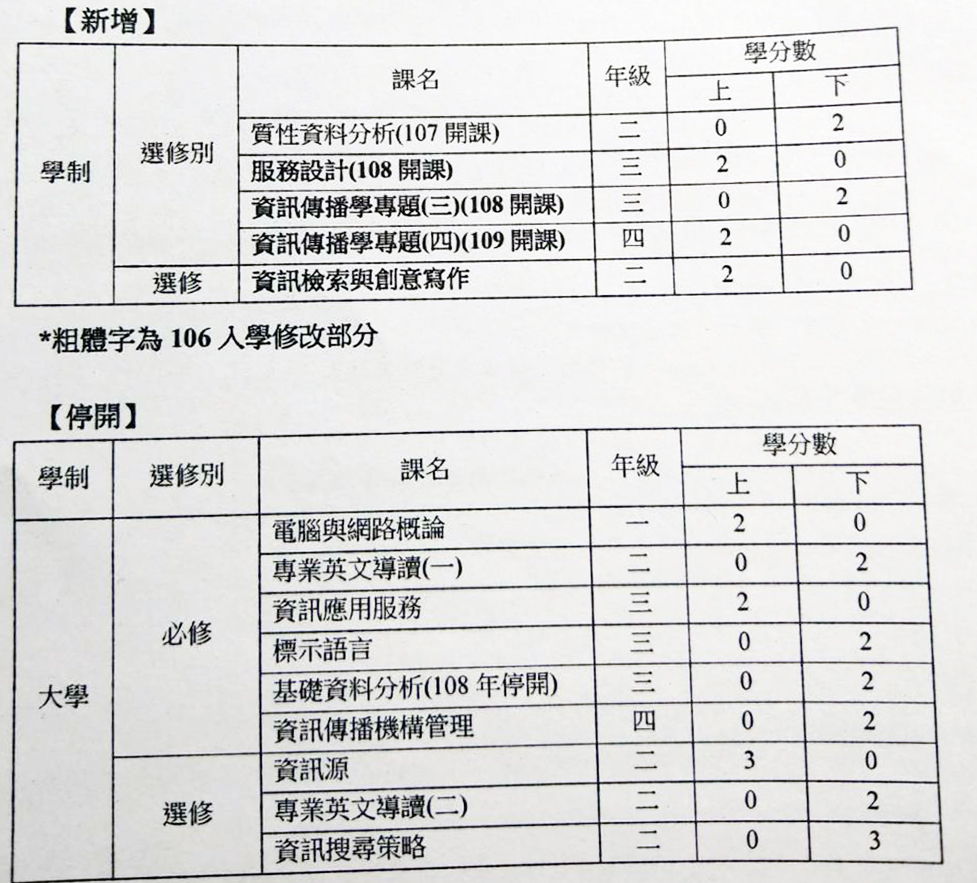 【新增】
學制 選修別 課名 年級 學分數
上 下
質性資料分析(107 開課) 二 0 2
服務設計(108 開課) 三 2 0
資訊傳播學專題(三)(108 開課) 三 0 2
資訊傳播學專題(四)(109 開課) 四 2 0
選修 資訊檢索與創意寫作 二 2 0
*粗體字為 106 入學修改部分
【停開】
學制 選修別 課名 年級 學分數
上 下
大學 必修 電腦與網路概論 一 2 0
專業英文導讀(一) 二 0 2
資訊應用服務 三 2 0
標示語言 三 0 2
基礎資料分析(108 年停開) 三 0 2
資訊傳播機構管理 四 0 2
選修 資訊源 二 3 0
專業英文導讀(二) 二 0 2
資訊搜尋策略 二 0 3